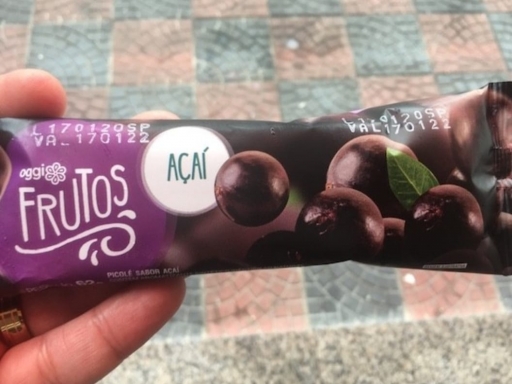 L170120SP
VAL170122
L170120SP
VAL170122
oggi
FRUTOS
AÇAÍ
PICOLÉ SABOR AÇAÍ